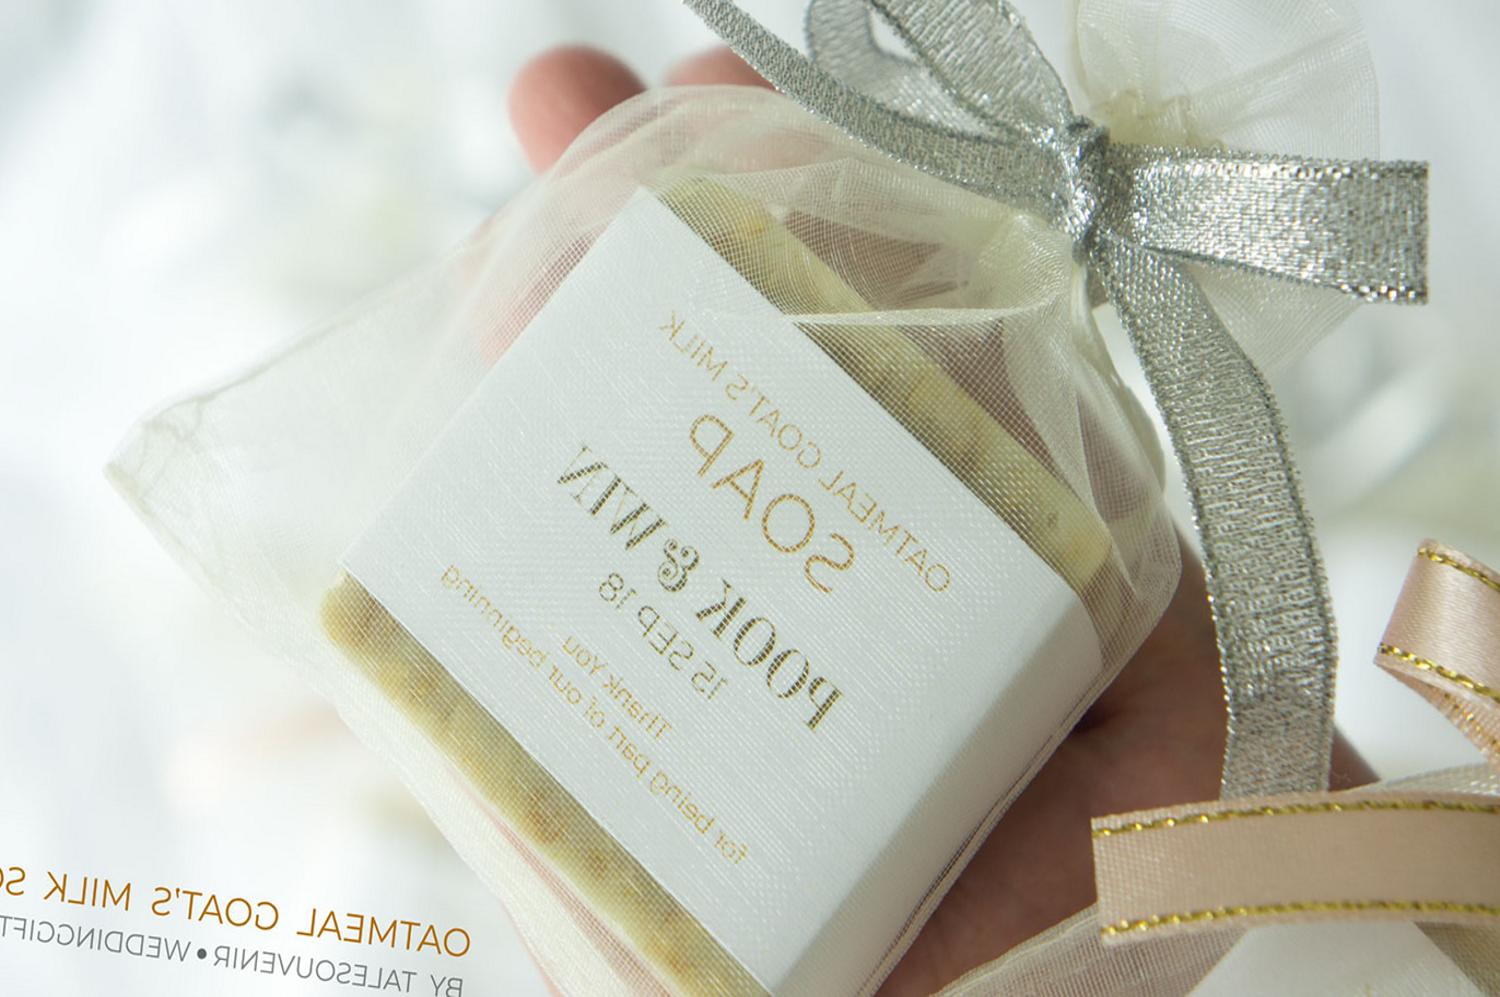 OATMEAL GOAT'S MILK
SOAP
POOK & WIN
15 SEP 18
Thank You
for being part of our beginning
OATMEAL GOAT'S MILK
BY TALESOUVENIR•WEDDINGGIFT